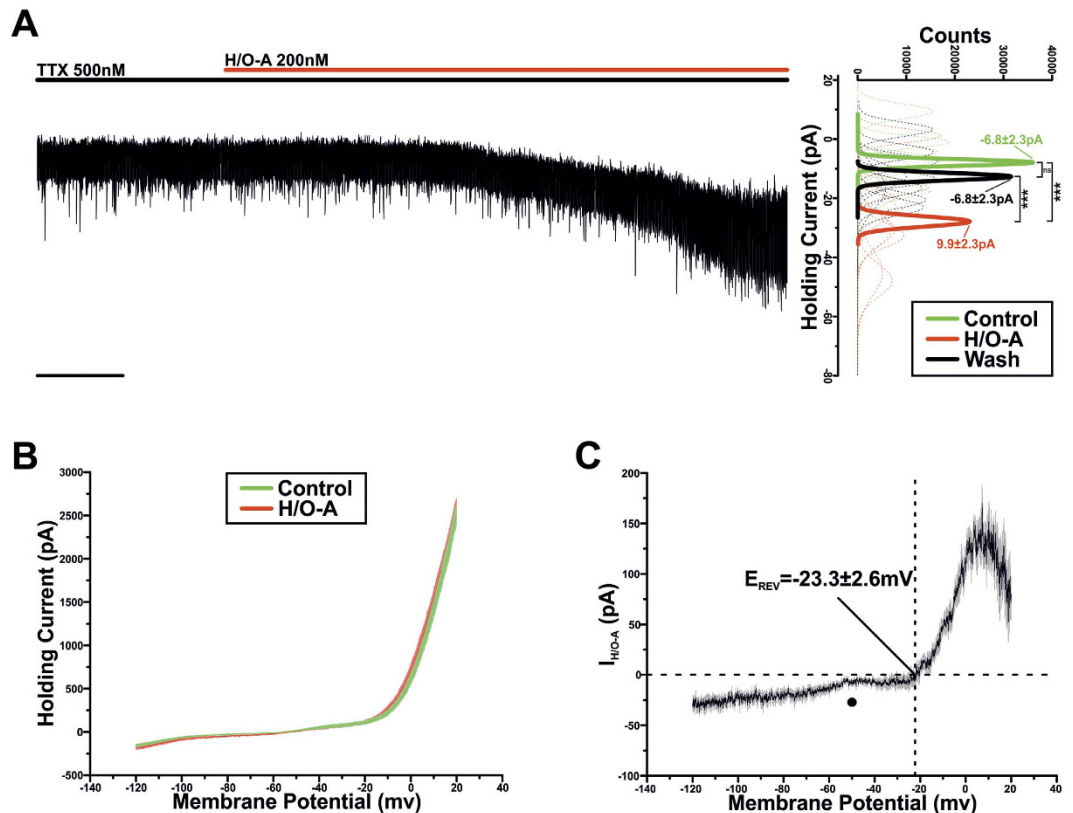 A
TTX 500nM
H/O-A 200nM
Counts
0
10000
20000
30000
40000
20
0
-20
-40
-60
-80
Holding Current (pA)
-6.8±2.3pA
ns
-6.8±2.3pA
***
***
9.9±2.3pA
Control
H/O-A
Wash
B
3000
2500
2000
1500
1000
500
0
-500
Holding Current (pA)
Control
H/O-A
-140 -120 -100 -80 -60 -40 -20 0 20 40
Membrane Potential (mv)
C
200
150
100
50
0
-50
-100
I H/O-A (pA)
EREV=-23.3±2.6mV
-140 -120 -100 -80 -60 -40 -20 0 20 40
Membrane Potential (mv)